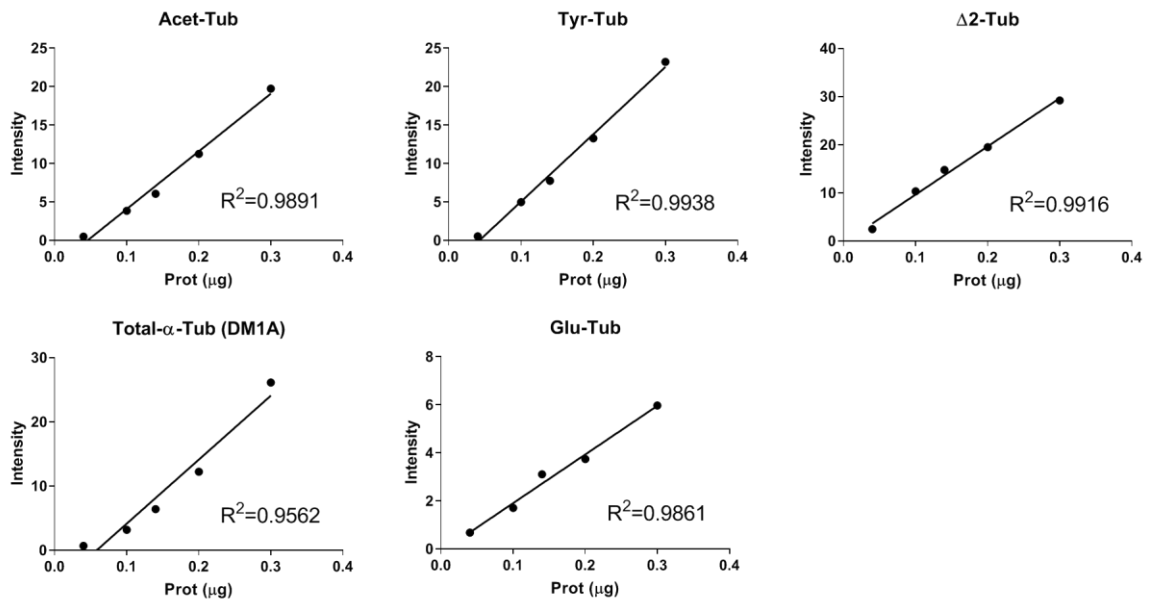 Acet-Tub
25
20
15
10
5
0
Intensity
R²=0.9891
0.0 0.1 0.2 0.3 0.4
Prot (µg)
Tyr-Tub
25
20
15
10
5
0
Intensity
R²=0.9938
0.0 0.1 0.2 0.3 0.4
Prot (µg)
Δ2-Tub
40
30
20
10
0
Intensity
R²=0.9916
0.0 0.1 0.2 0.3 0.4
Prot (µg)
Total-α-Tub (DM1A)
30
20
10
0
Intensity
R²=0.9562
0.0 0.1 0.2 0.3 0.4
Prot (µg)
Glu-Tub
8
6
4
2
0
Intensity
R²=0.9861
0.0 0.1 0.2 0.3 0.4
Prot (µg)